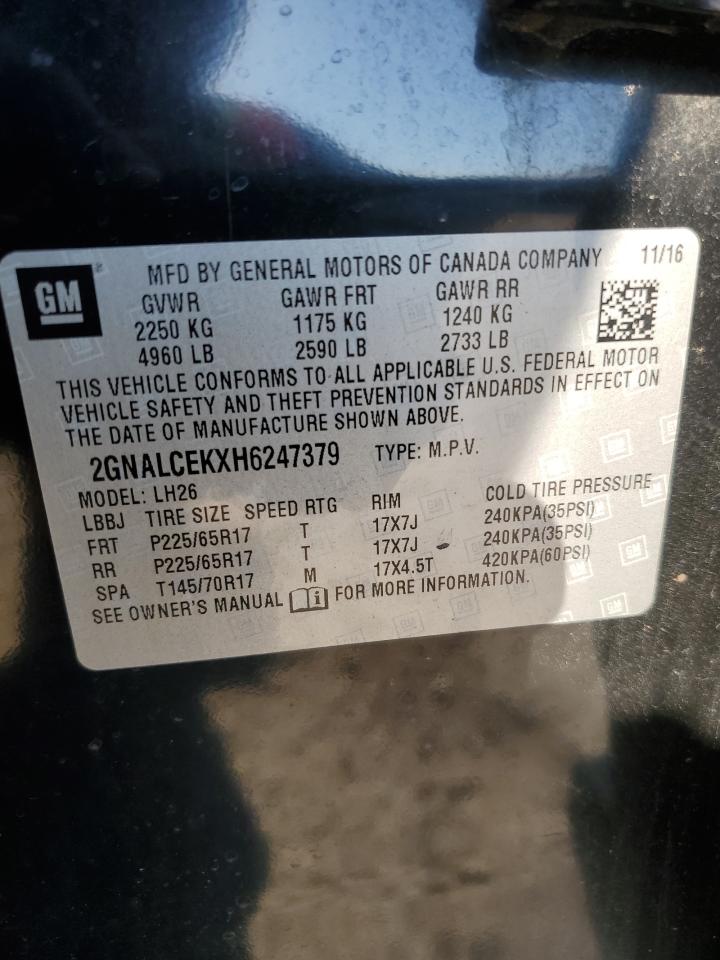 GM
MFD BY GENERAL MOTORS OF CANADA COMPANY 11/16
GVWR GAWR FRT GAWR RR
2250 KG 1175 KG 1240 KG
4960 LB 2590 LB 2733 LB
THIS VEHICLE CONFORMS TO ALL APPLICABLE U.S. FEDERAL MOTOR
VEHICLE SAFETY AND THEFT PREVENTION STANDARDS IN EFFECT ON
THE DATE OF MANUFACTURE SHOWN ABOVE.
2GNALCEKXH6247379 TYPE: M.P.V.
MODEL: LH26
LBBJ TIRE SIZE SPEED RTG RIM COLD TIRE PRESSURE
FRT P225/65R17 T 17X7J 240KPA(35PSI)
RR P225/65R17 T 17X7J 240KPA(35PSI)
SPA T145/70R17 M 17X4.5T 420KPA(60PSI)
SEE OWNER'S MANUAL FOR MORE INFORMATION.